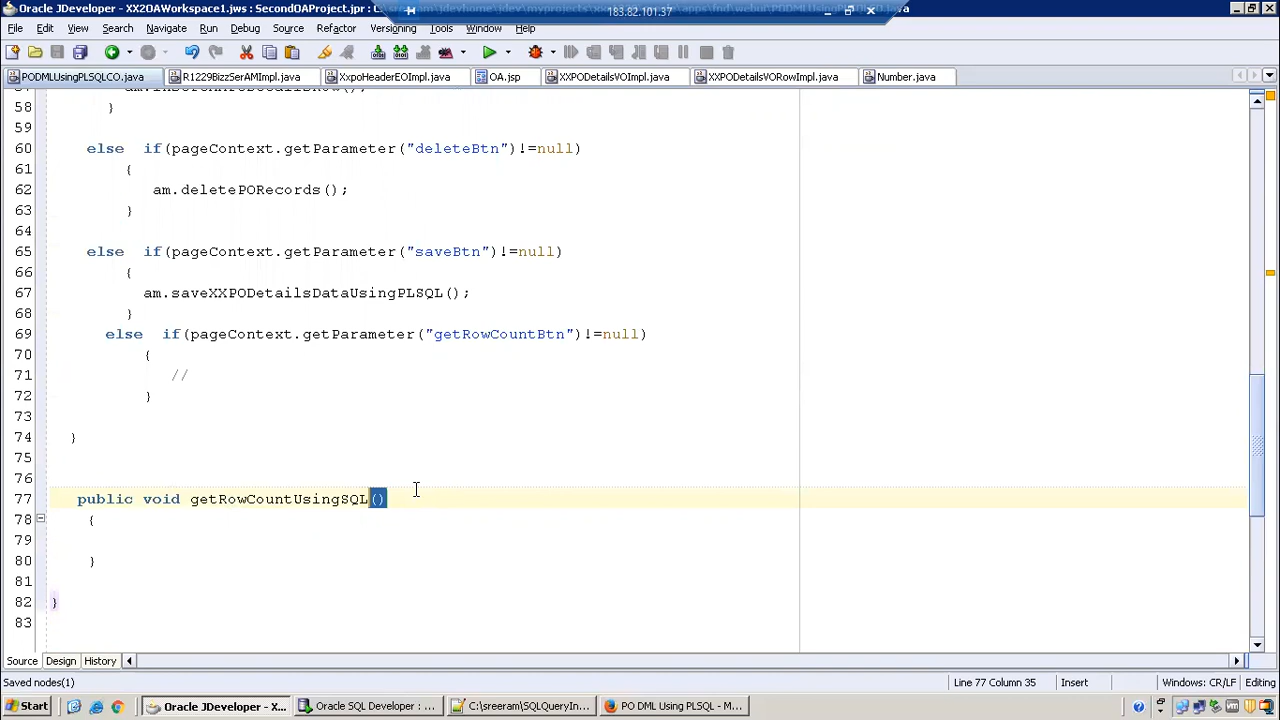 Oracle JDeveloper - XX2OAWorkspace1.jws : SecondOAProject.jpr : C:\
183.82.101.37
File Edit View Search Navigate Run Debug Source Refactor Versioning Tools Window Help
PODMLUsingPLSQLCO.java R1229BizzSerAMImpl.java XxpoHeaderEOImpl.java OA.jsp XXPODetailsVOImpl.java XXPODetailsVORowImpl.java Number.java
58 }
59
60 else if(pageContext.getParameter("deleteBtn")!=null)
61 {
62 am.deletePORecords();
63 }
64
65 else if(pageContext.getParameter("saveBtn")!=null)
66 {
67 am.saveXXPODetailsDataUsingPLSQL();
68 }
69 else if(pageContext.getParameter("getRowCountBtn")!=null)
70 {
71 //
72 }
73
74 }
75
76
77 public void getRowCountUsingSQL()
78 {
79
80 }
81
82 }
83
Source Design History
Saved nodes(1) Line 77 Column 35 Insert Windows: CR/LF Editing
Start Oracle JDeveloper - X... Oracle SQL Developer : ... C:\sreeram\SQLQueryIn... PO DML Using PLSQL - M...